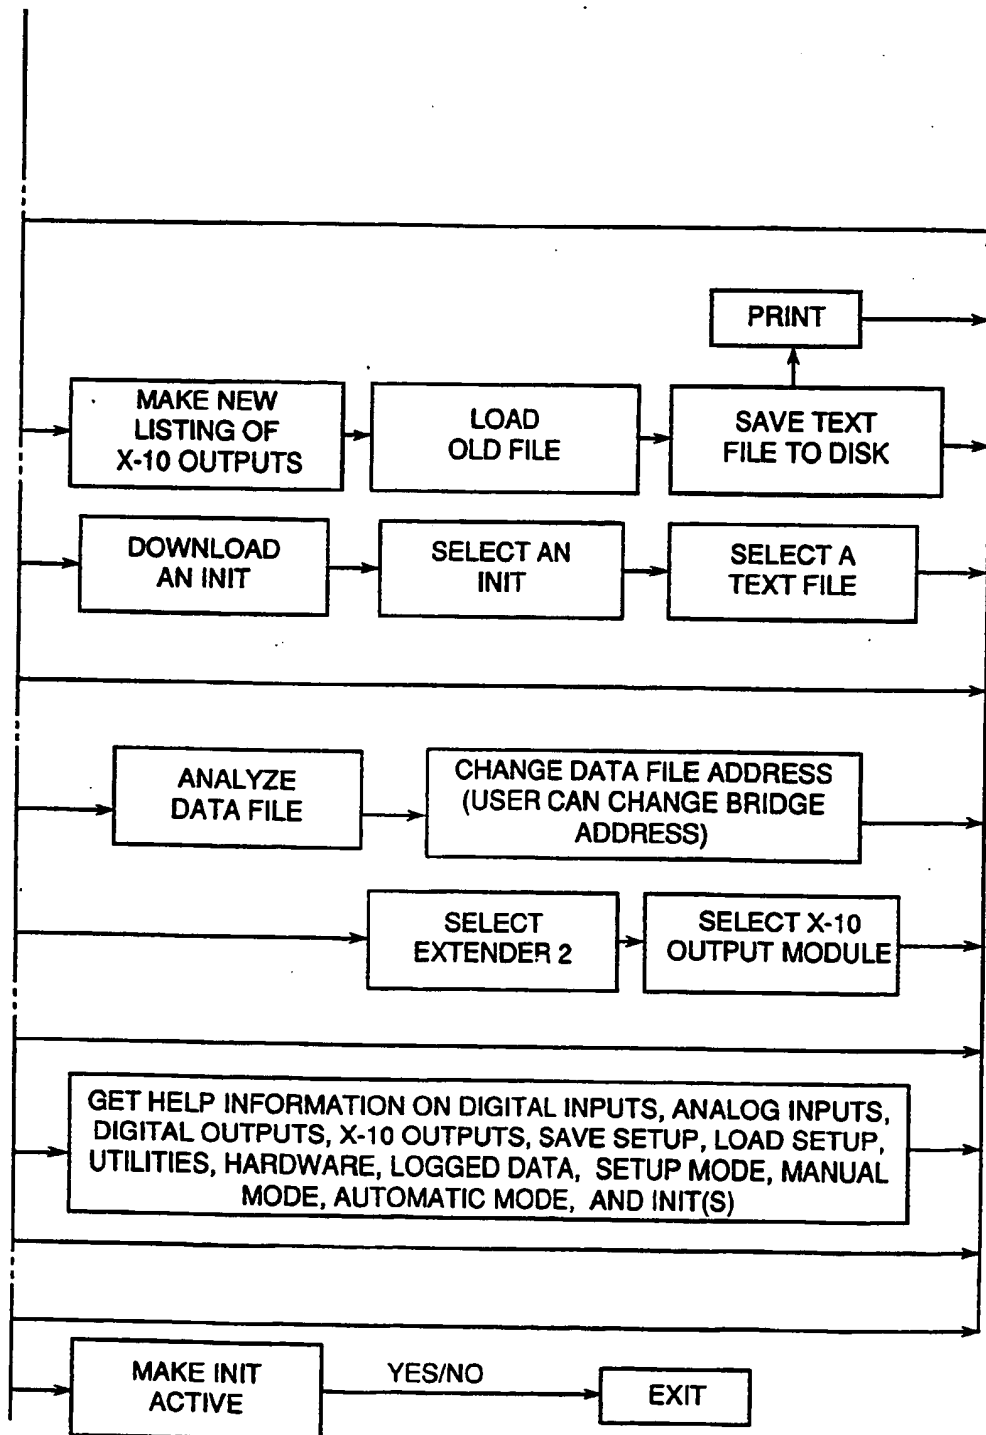 PRINT
MAKE NEW
LISTING OF
X-10 OUTPUTS
LOAD
OLD FILE
SAVE TEXT
FILE TO DISK
DOWNLOAD
AN INIT
SELECT AN
INIT
SELECT A
TEXT FILE
ANALYZE
DATA FILE
CHANGE DATA FILE ADDRESS
(USER CAN CHANGE BRIDGE
ADDRESS)
SELECT
EXTENDER 2
SELECT X-10
OUTPUT MODULE
GET HELP INFORMATION ON DIGITAL INPUTS, ANALOG INPUTS,
DIGITAL OUTPUTS, X-10 OUTPUTS, SAVE SETUP, LOAD SETUP,
UTILITIES, HARDWARE, LOGGED DATA, SETUP MODE, MANUAL
MODE, AUTOMATIC MODE, AND INIT(S)
MAKE INIT
ACTIVE
YES/NO
EXIT